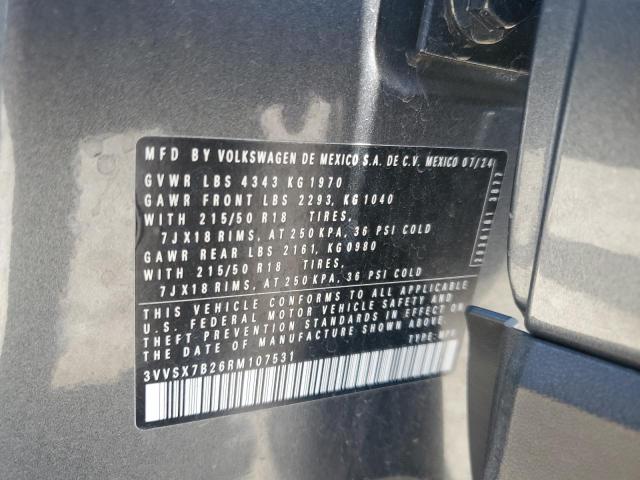 MFD BY VOLKSWAGEN DE MEXICO S.A. DE C.V. MEXICO 07/24
GVWR LBS 4343 KG 1970
GAWR FRONT LBS 2293, KG 1040
WITH 215/50 R18 TIRES,
7JX18 RIMS, AT 250 KPA, 36 PSI COLD
GAWR REAR LBS 2161, KG 0980
WITH 215/50 R18 TIRES,
7JX18 RIMS, AT 250 KPA, 36 PSI COLD
THIS VEHICLE CONFORMS TO ALL APPLICABLE
U.S. FEDERAL MOTOR VEHICLE SAFETY AND
THEFT PREVENTION STANDARDS IN EFFECT ON THE
DATE OF MANUFACTURE SHOWN ABOVE.
3VVSX7B26RM107531
TYPE: MPV